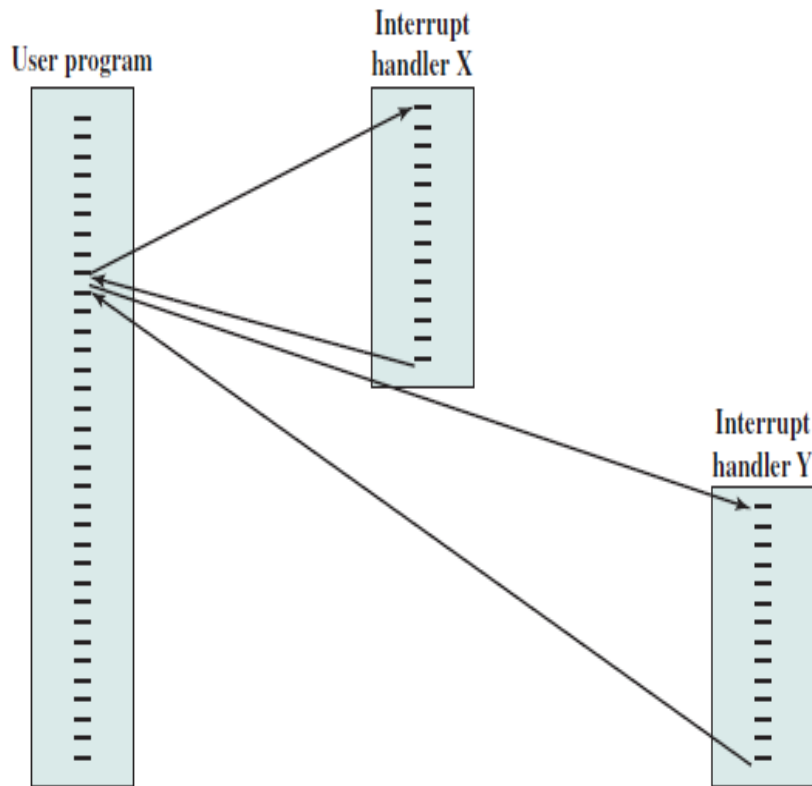 User program
Interrupt
handler X
Interrupt
handler Y